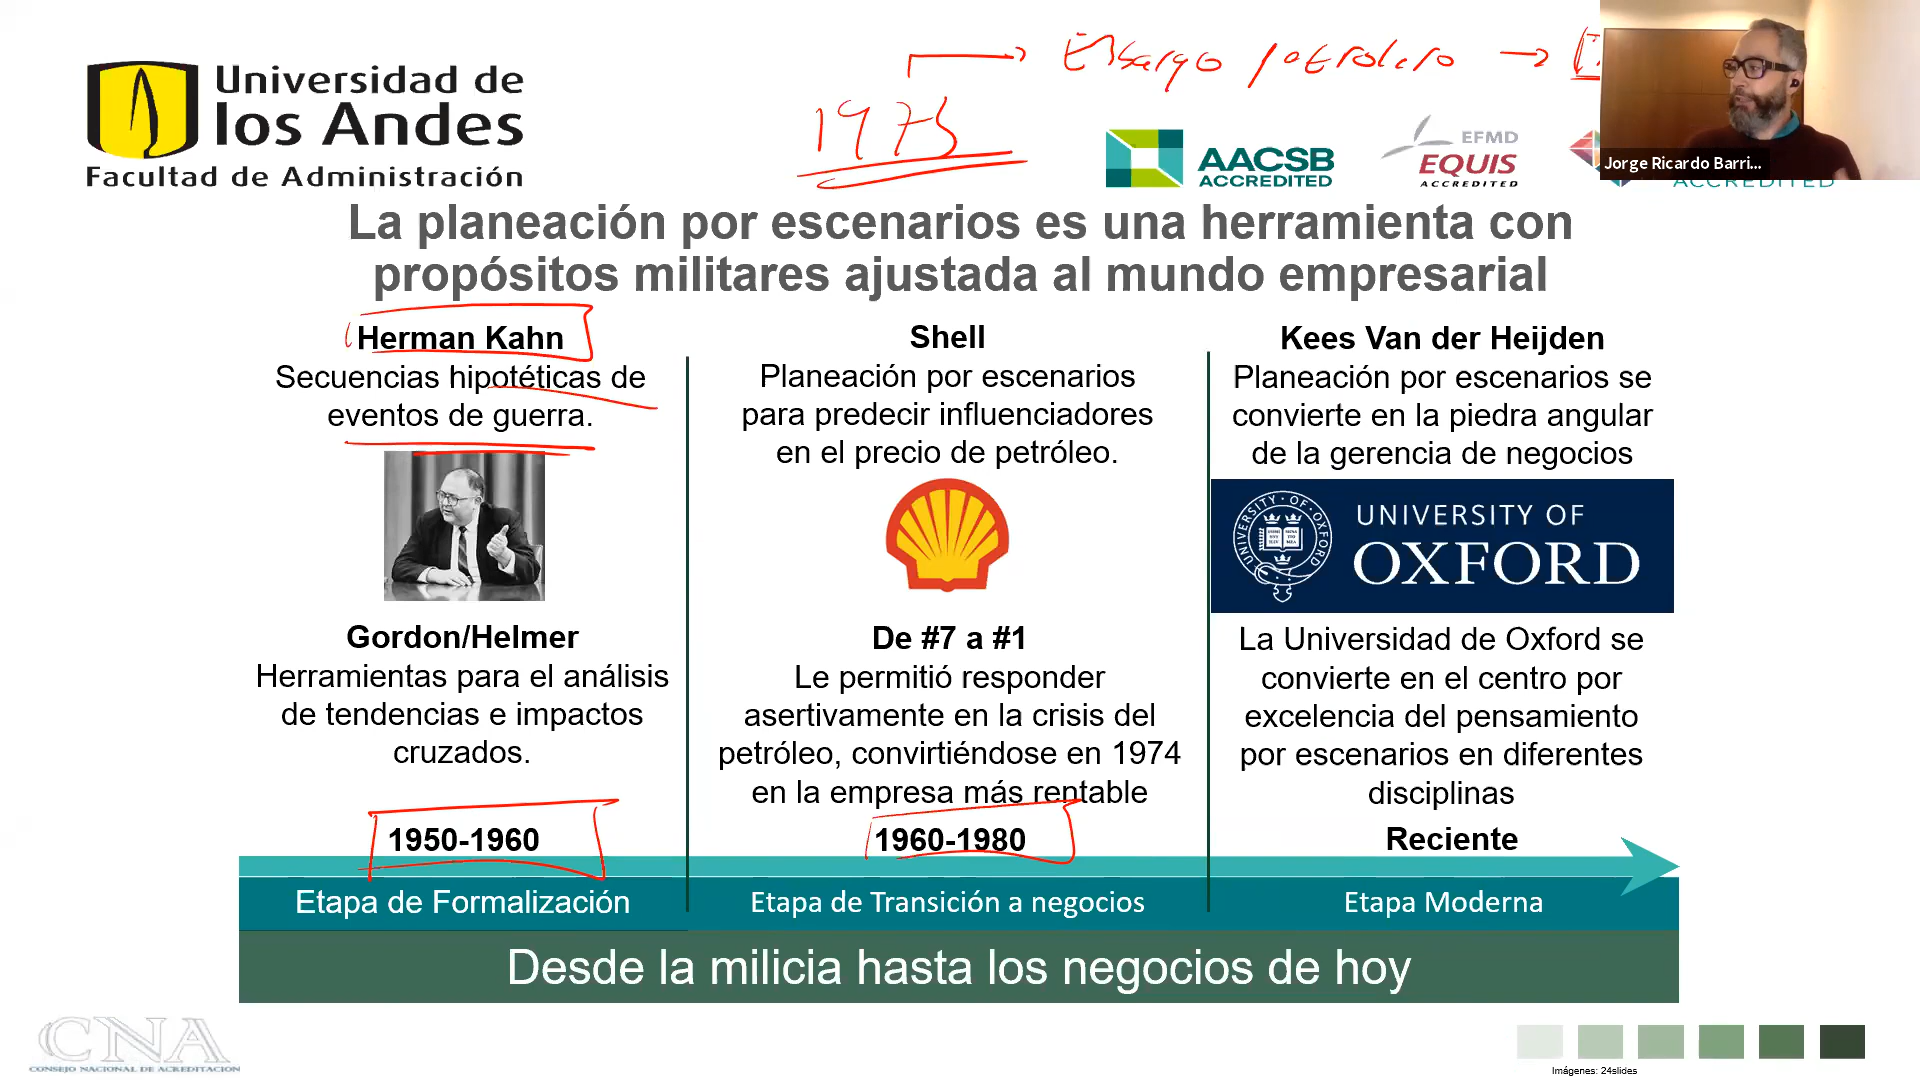 Embargo petrolero →
1973
Universidad de
los Andes
Facultad de Administración
AACSB
ACCREDITED
EFMD
EQUIS
ACCREDITED
Jorge Ricardo Barri...
ACCREDITED
La planeación por escenarios es una herramienta con
propósitos militares ajustada al mundo empresarial
Herman Kahn
Secuencias hipotéticas de
eventos de guerra.
Gordon/Helmer
Herramientas para el análisis
de tendencias e impactos
cruzados.
1950-1960
Etapa de Formalización
Shell
Planeación por escenarios
para predecir influenciadores
en el precio de petróleo.
De #7 a #1
Le permitió responder
asertivamente en la crisis del
petróleo, convirtiéndose en 1974
en la empresa más rentable
1960-1980
Etapa de Transición a negocios
Kees Van der Heijden
Planeación por escenarios se
convierte en la piedra angular
de la gerencia de negocios
UNIVERSITY OF
OXFORD
La Universidad de Oxford se
convierte en el centro por
excelencia del pensamiento
por escenarios en diferentes
disciplinas
Reciente
Etapa Moderna
Desde la milicia hasta los negocios de hoy
CNA
CONSEJO NACIONAL DE ACREDITACION
Imágenes: 24slides